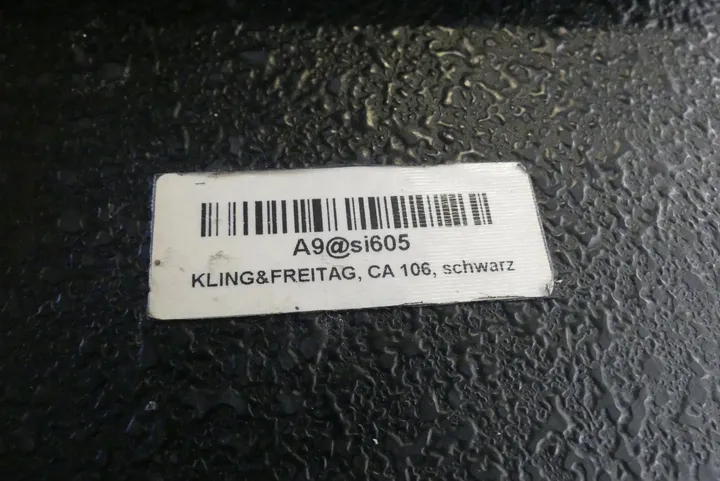 A9@si605
KLING&FREITAG, CA 106, schwarz